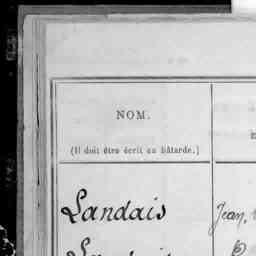 NOM.
(Il doit être écrit en bâtarde.)
Landais Jean,